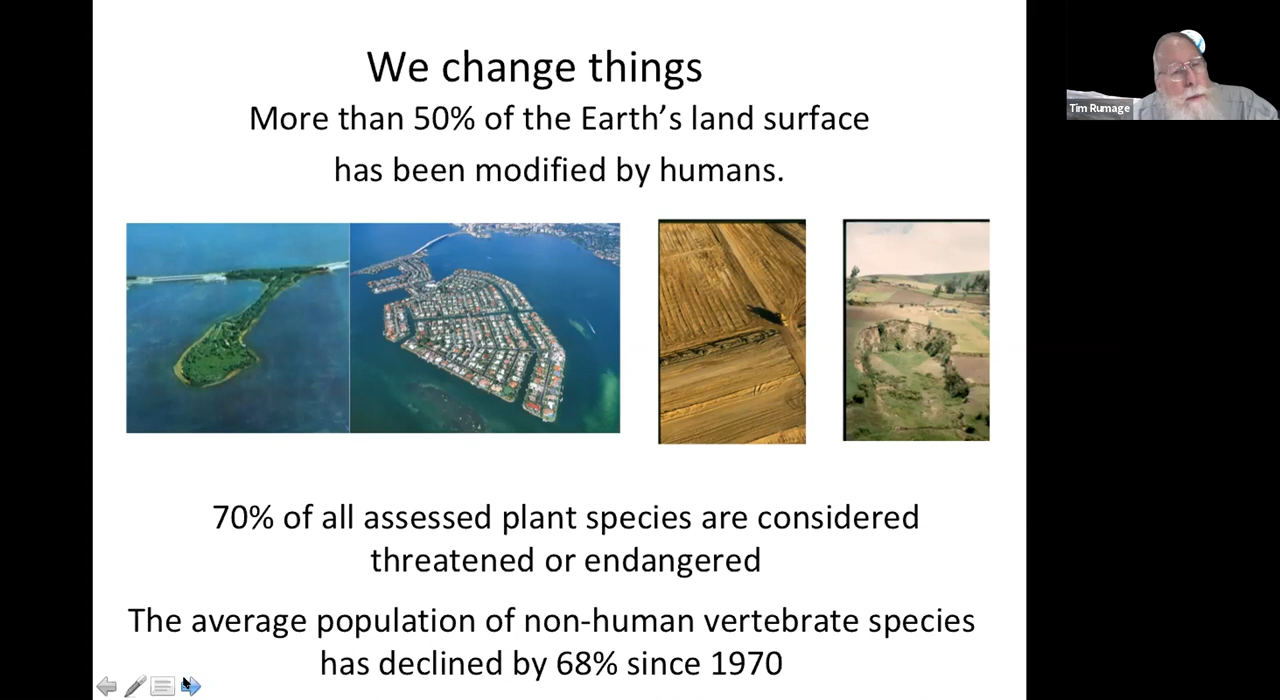 We change things
More than 50% of the Earth’s land surface
has been modified by humans.
70% of all assessed plant species are considered
threatened or endangered
The average population of non-human vertebrate species
has declined by 68% since 1970
Tim Rumage